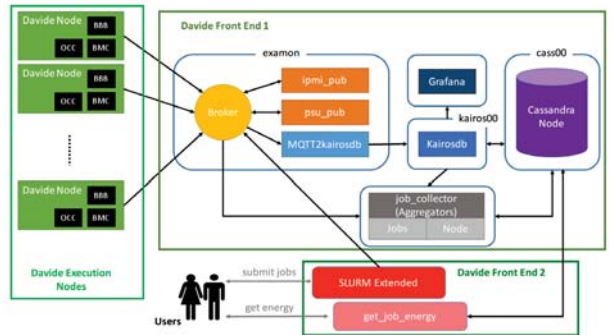 Davide Node
BBB
OCC
BMC
Davide Node
BBB
OCC
BMC
Davide Node
BBB
OCC
BMC
Davide Execution
Nodes
Davide Front End 1
examon
Broker
ipmi_pub
psu_pub
MQTT2kairosdb
Grafana
kairos00
Kairosdb
cass00
Cassandra
Node
job_collector
(Aggregators)
Jobs
Node
Davide Front End 2
submit jobs
SLURM Extended
get energy
get_job_energy
Users